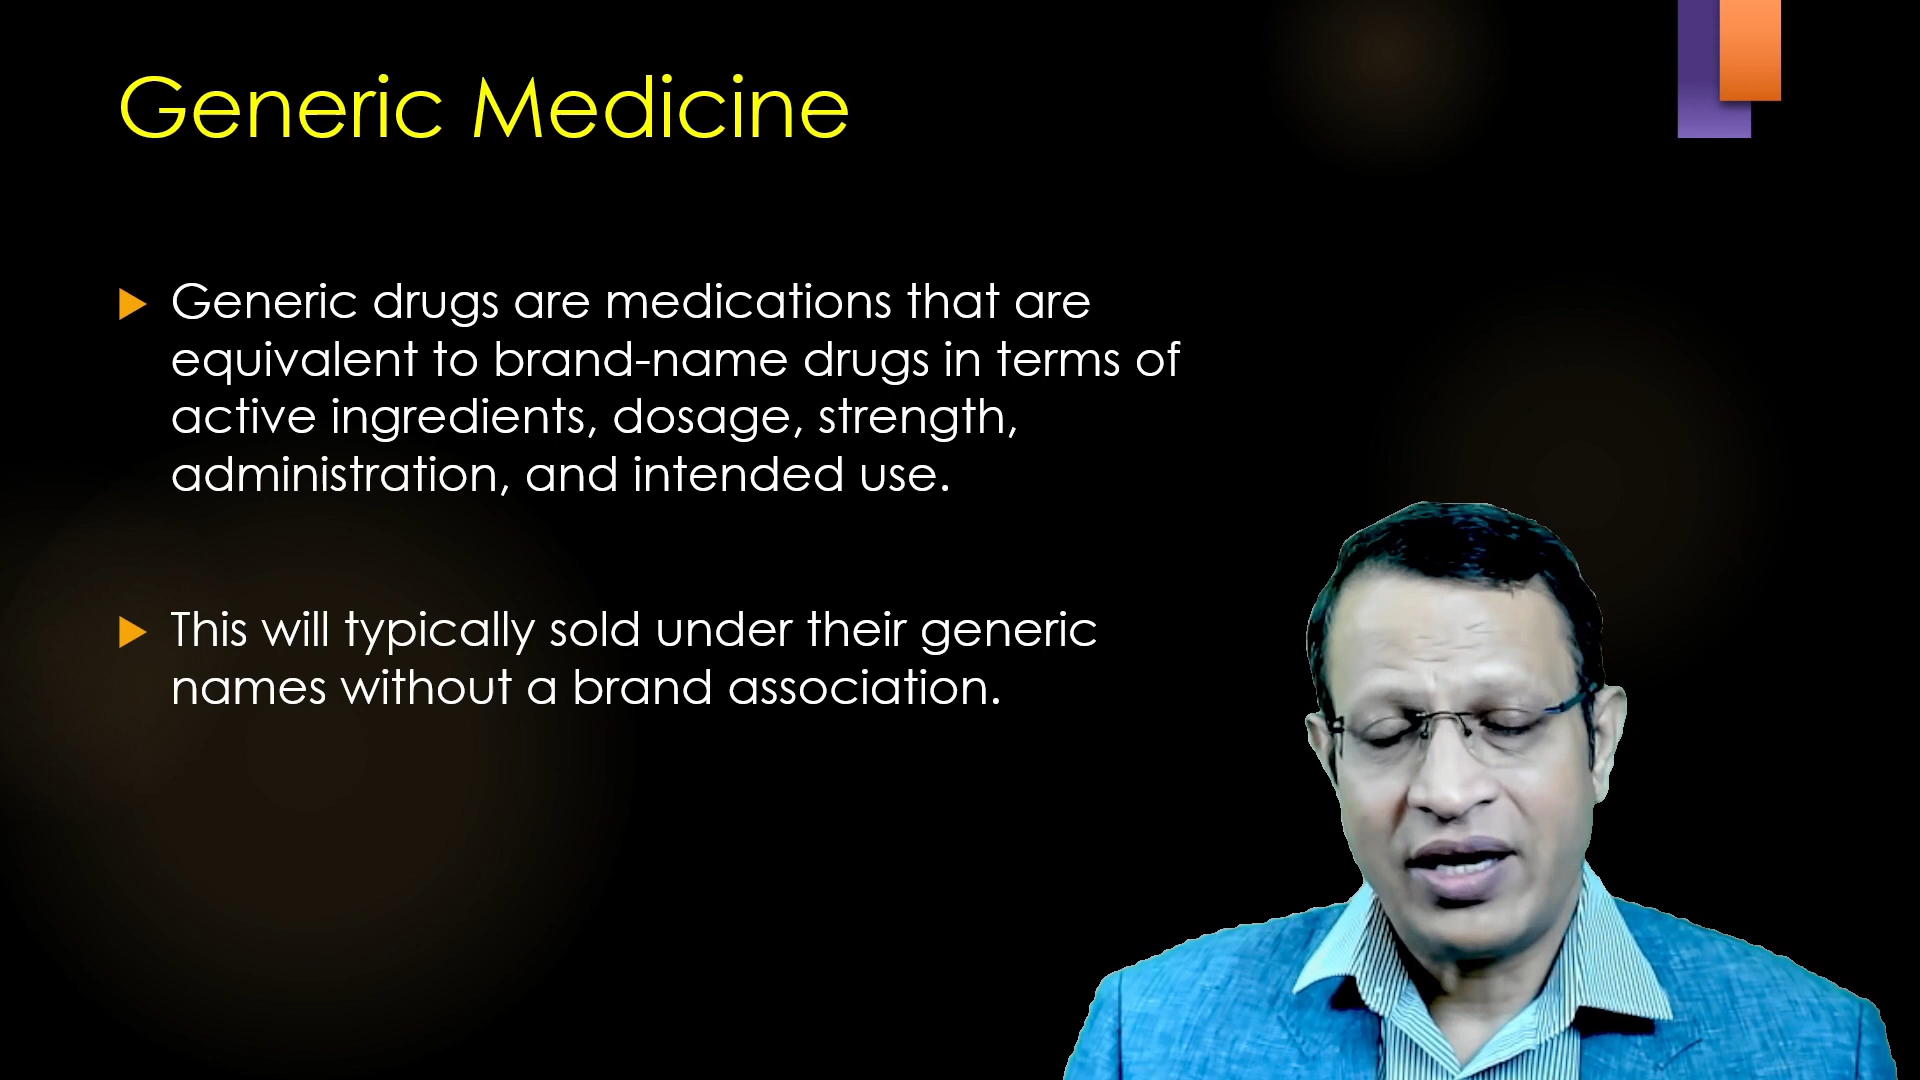 Generic Medicine
Generic drugs are medications that are
equivalent to brand-name drugs in terms of
active ingredients, dosage, strength,
administration, and intended use.
This will typically sold under their generic
names without a brand association.